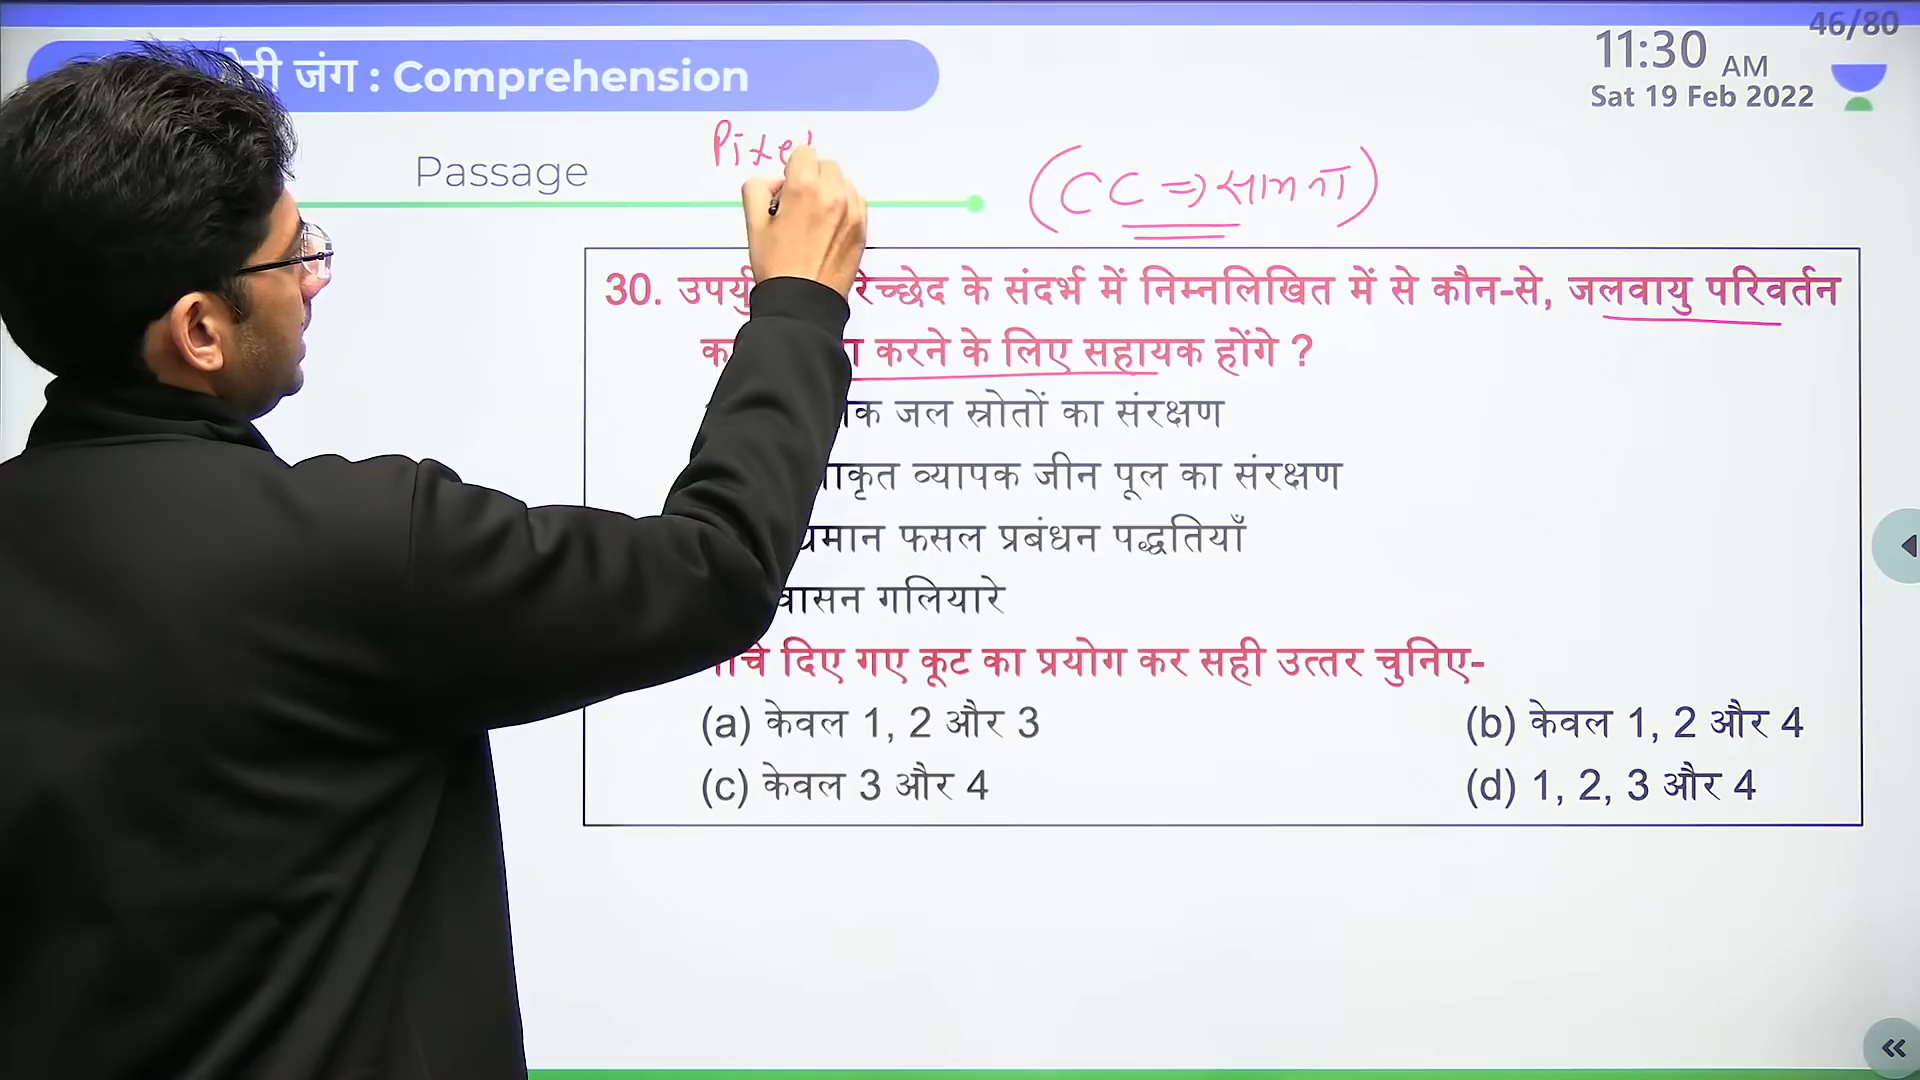 46/80
11:30 AM
Sat 19 Feb 2022
जंग : Comprehension
Passage
(CC ⇒ सामना)
30. के संदर्भ में निम्नलिखित में से कौन-से, जलवायु परिवर्तन
करने के लिए सहायक होंगे ?
जल स्रोतों का संरक्षण
व्यापक जीन पूल का संरक्षण
फसल प्रबंधन पद्धतियाँ
गलियारे
दिए गए कूट का प्रयोग कर सही उत्तर चुनिए-
(a) केवल 1, 2 और 3
(b) केवल 1, 2 और 4
(c) केवल 3 और 4
(d) 1, 2, 3 और 4